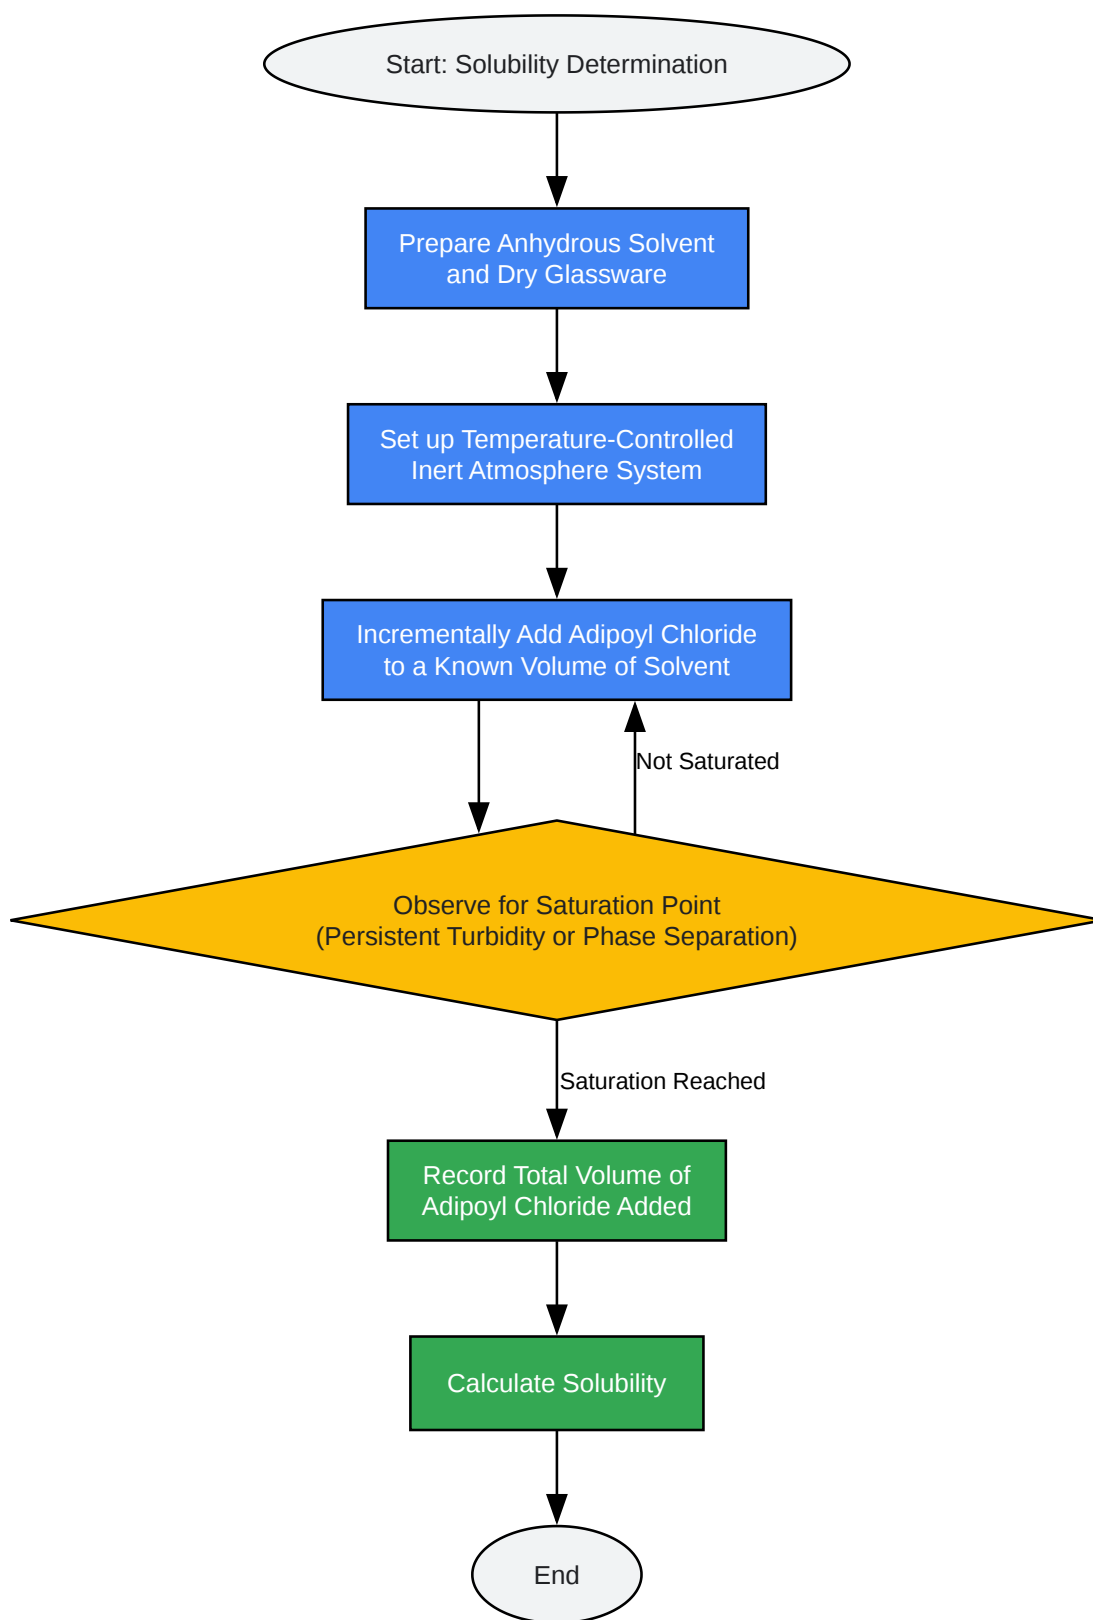 Start: Solubility Determination
Prepare Anhydrous Solvent
and Dry Glassware
Set up Temperature-Controlled
Inert Atmosphere System
Incrementally Add Adipoyl Chloride
to a Known Volume of Solvent
Not Saturated
Observe for Saturation Point
(Persistent Turbidity or Phase Separation)
Saturation Reached
Record Total Volume of
Adipoyl Chloride Added
Calculate Solubility
End